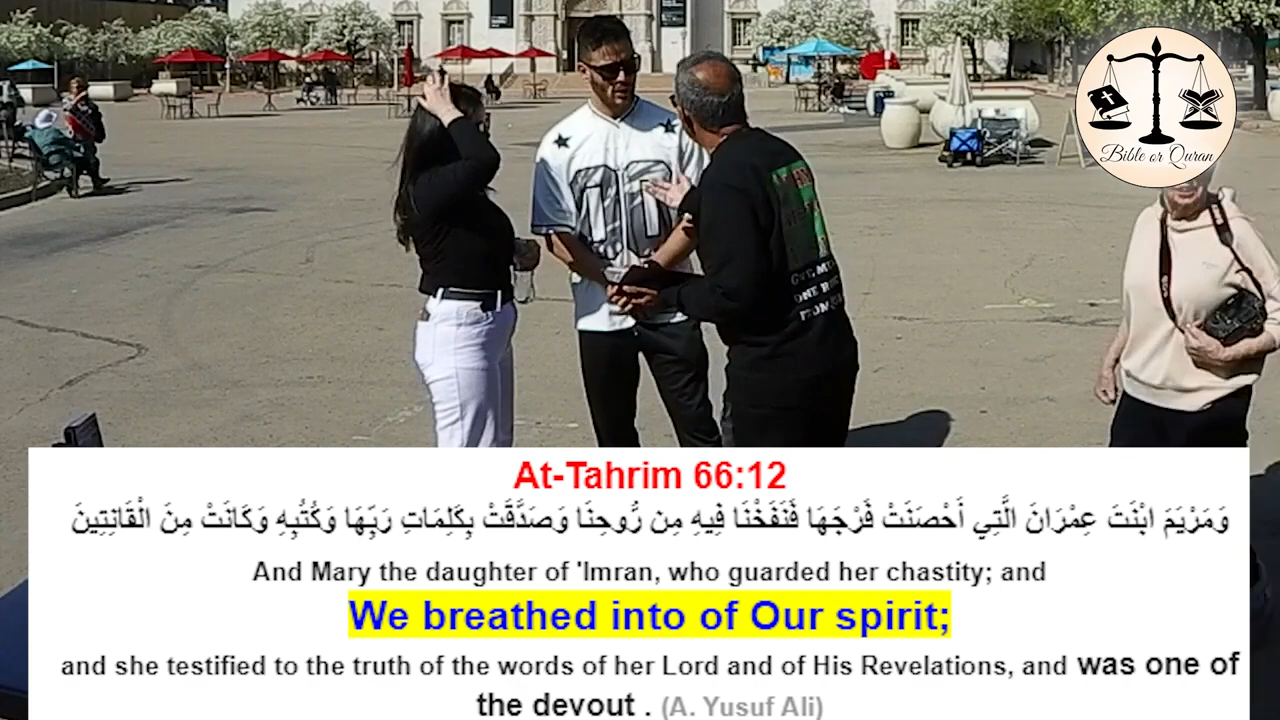 Bible or Quran
00
At-Tahrim 66:12
وَمَرْيَمَ ابْنَتَ عِمْرَانَ الَّتِي أَحْصَنَتْ فَرْجَهَا فَنَفَخْنَا فِيهِ مِن رُّوحِنَا وَصَدَّقَتْ بِكَلِمَاتِ رَبِّهَا وَكُتُبِهِ وَكَانَتْ مِنَ الْقَانِتِينَ
And Mary the daughter of 'Imran, who guarded her chastity; and
We breathed into of Our spirit;
and she testified to the truth of the words of her Lord and of His Revelations, and was one of
the devout . (A. Yusuf Ali)